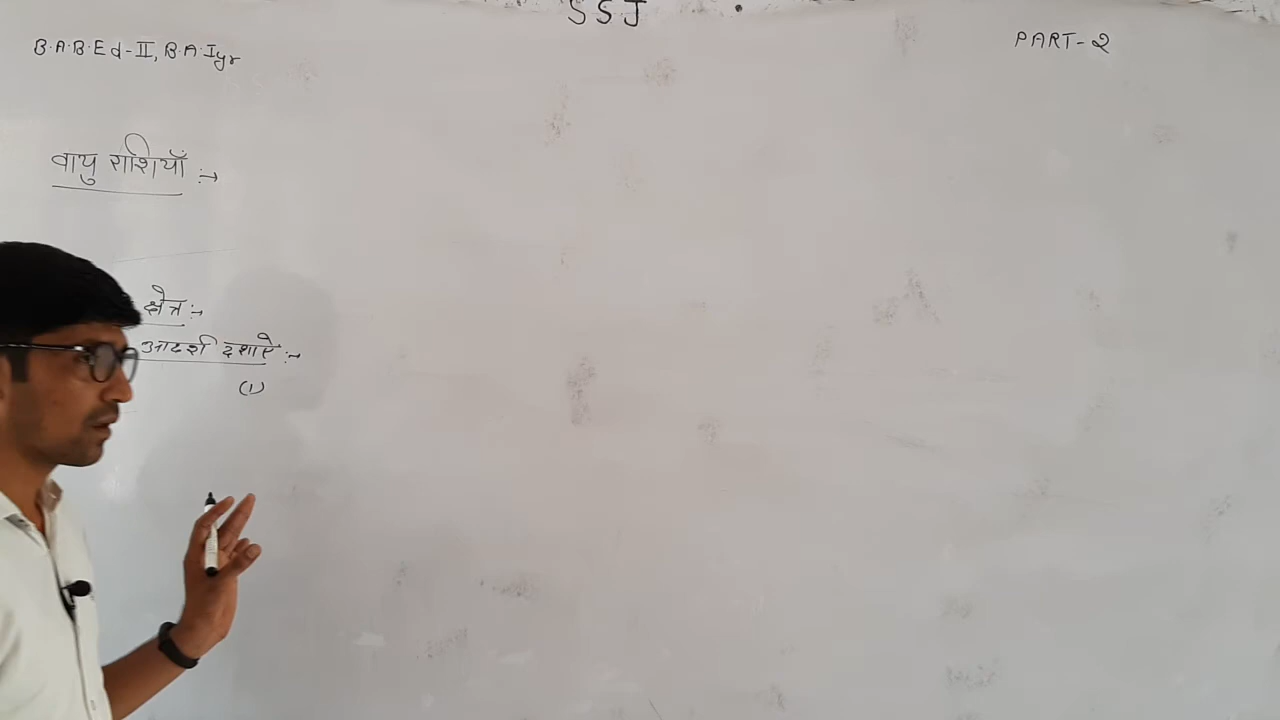 SSJ
B.A.B.Ed-II, B.A.Iyr
PART-2
वायु राशियाँ :→
क्षेत्र :→
आदर्श दशाऐ :→
(1)